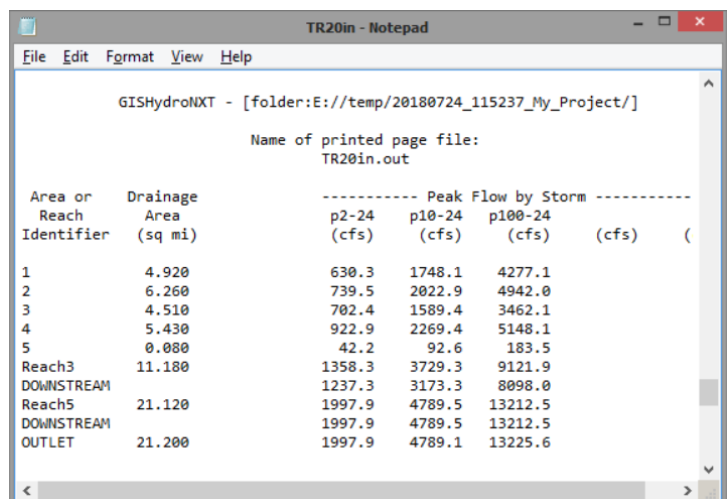 TR20in - Notepad
File Edit Format View Help
GISHydroNXT - [folder:E://temp/20180724_115237_My_Project/]
Name of printed page file:
TR20in.out
Area or Drainage ----------- Peak Flow by Storm -----------
Reach Area p2-24 p10-24 p100-24
Identifier (sq mi) (cfs) (cfs) (cfs) (cfs) (
1 4.920 630.3 1748.1 4277.1
2 6.260 739.5 2022.9 4942.0
3 4.510 702.4 1589.4 3462.1
4 5.430 922.9 2269.4 5148.1
5 0.080 42.2 92.6 183.5
Reach3 11.180 1358.3 3729.3 9121.9
DOWNSTREAM 1237.3 3173.3 8098.0
Reach5 21.120 1997.9 4789.5 13212.5
DOWNSTREAM 1997.9 4789.5 13212.5
OUTLET 21.200 1997.9 4789.1 13225.6